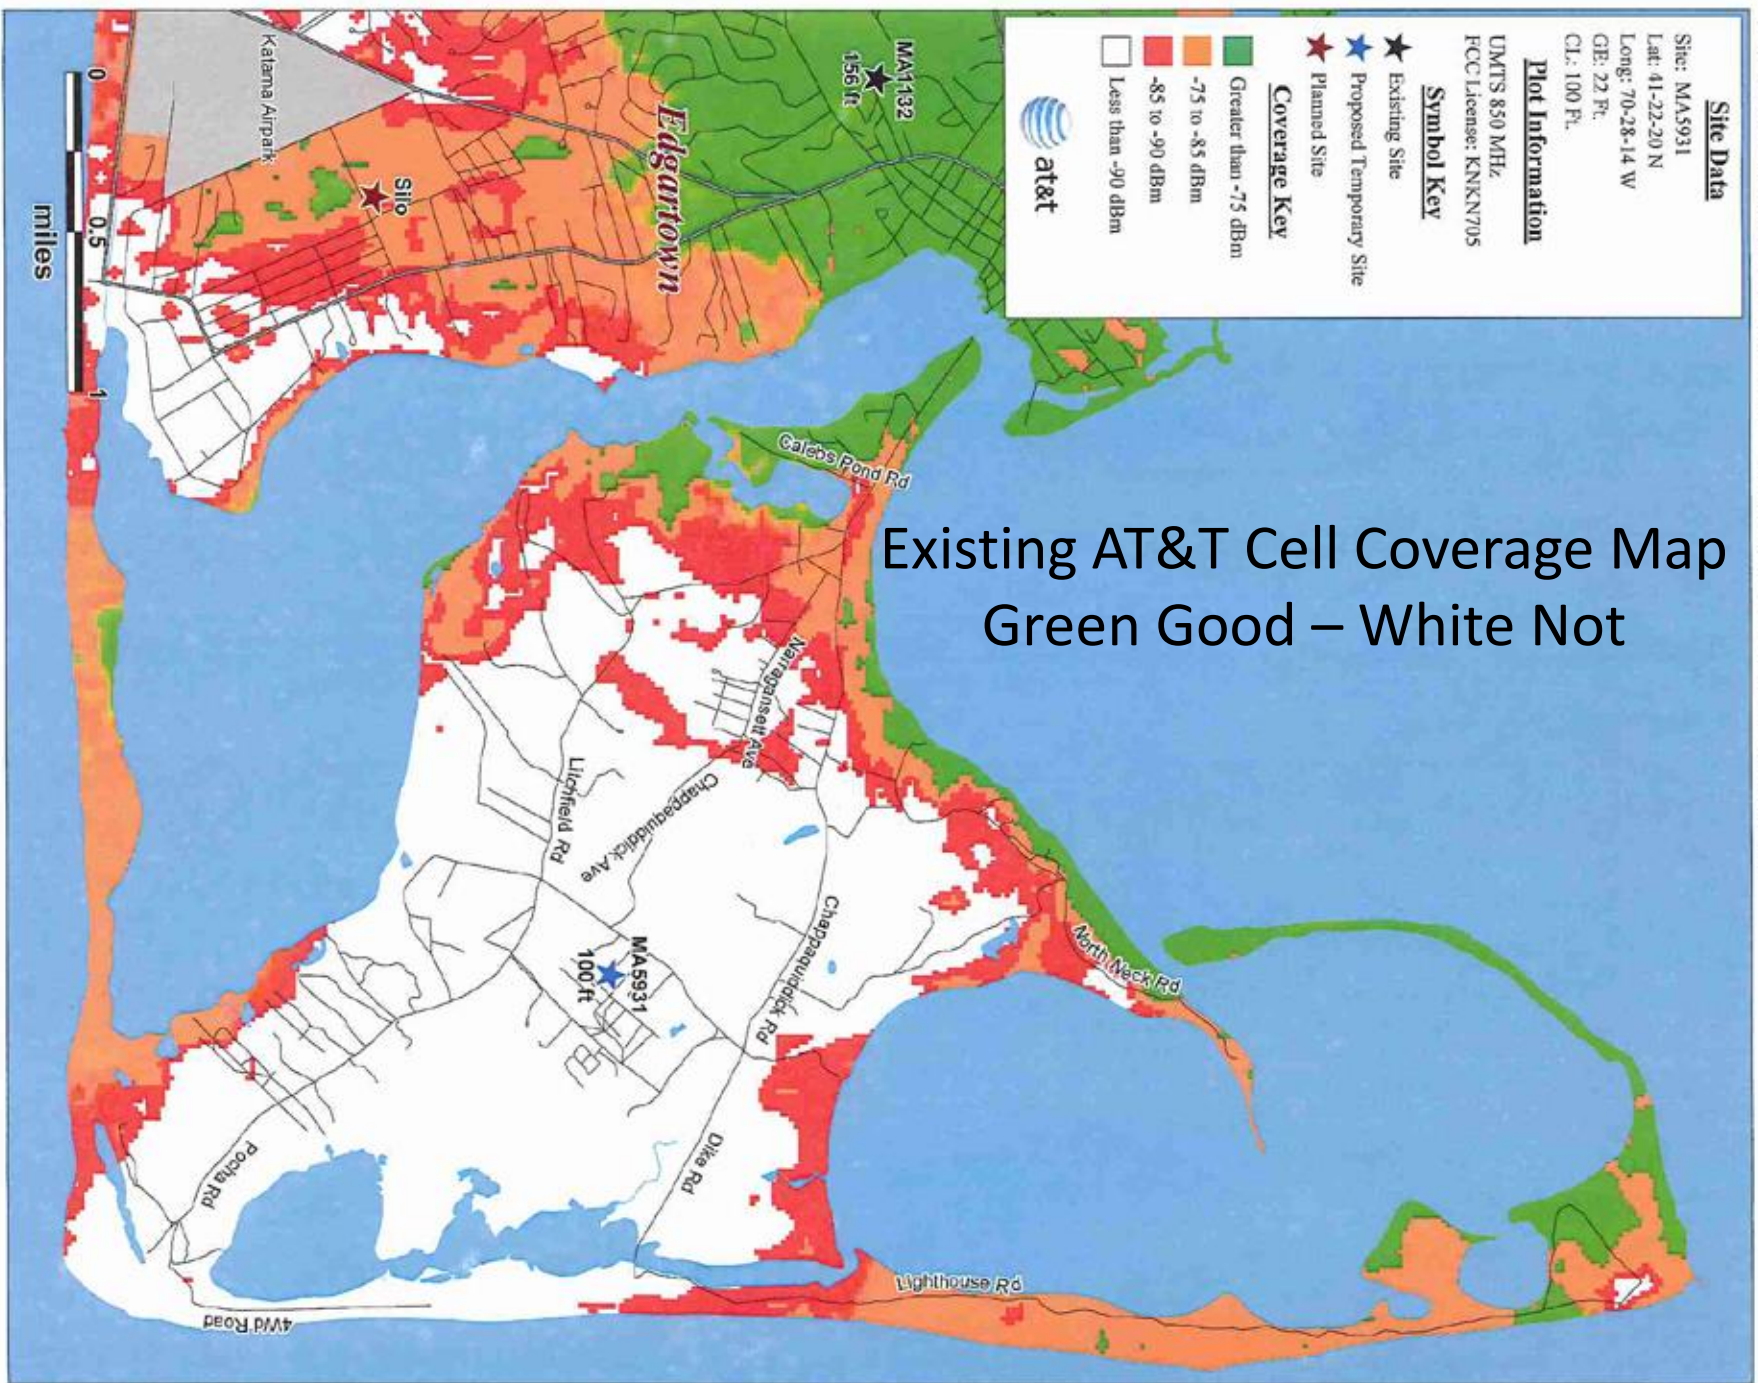 Site Data
Site: MA5931
Lat: 41-22-20 N
Long: 70-28-14 W
GE: 22 Ft.
CL: 100 Ft.
Plot Information
UMTS 850 MHz
FCC License: KNKN705
Symbol Key
Existing Site
Proposed Temporary Site
Planned Site
Coverage Key
Greater than -75 dBm
-75 to -85 dBm
-85 to -90 dBm
Less than -90 dBm
at&t
MA1132
156 ft
Edgartown
Katama Airpark
Silo
0 0.5 1
miles
Existing AT&T Cell Coverage Map
Green Good – White Not
Calebs Pond Rd
Narragansett Ave
Litchfield Rd
Chappaquiddick Ave
Chappaquiddick Rd
North Neck Rd
MA5931
100 ft
Dike Rd
Pocha Rd
Lighthouse Rd
4Wd Road